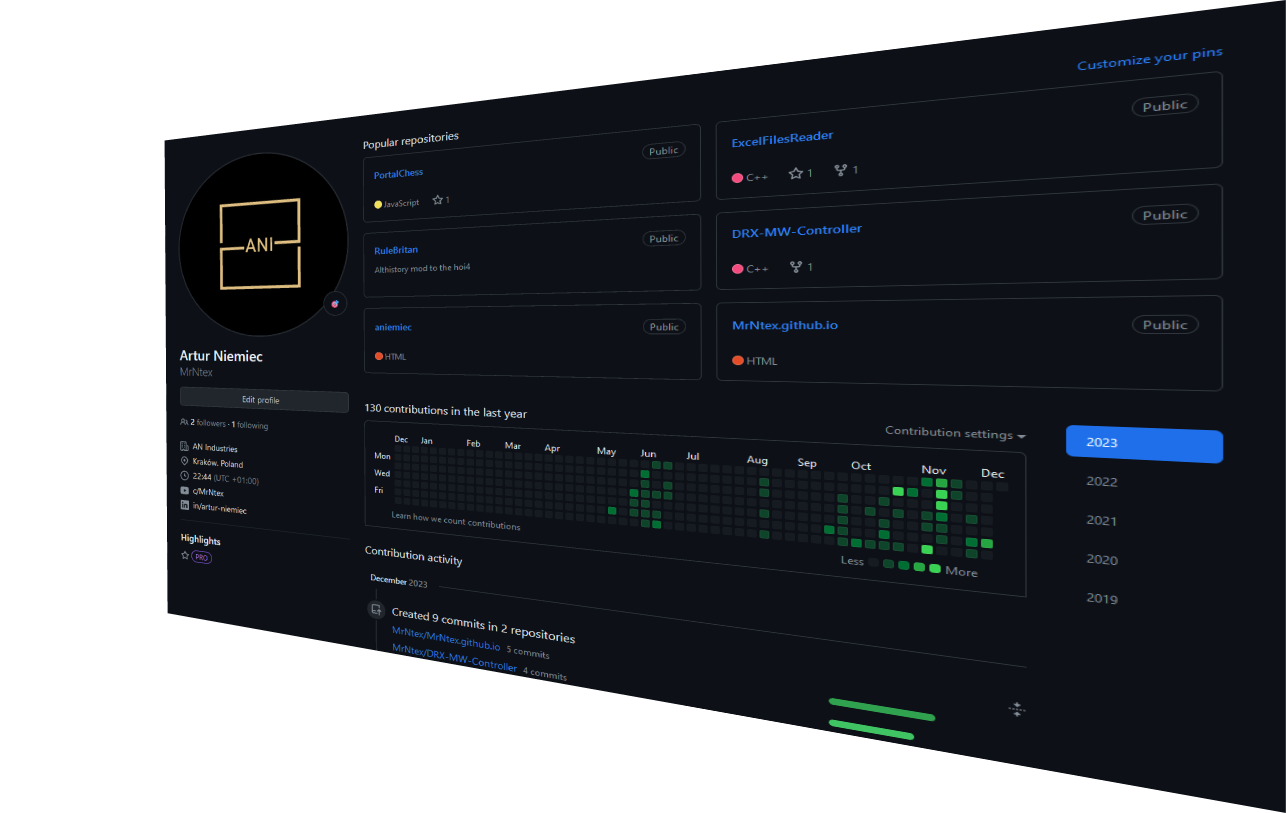 Customize your pins
Popular repositories
PortalChess Public
JavaScript 1
ExcelFilesReader Public
C++ 1 1
RuleBritan Public
Althistory mod to the hoi4
DRX-MW-Controller Public
C++ 1
aniemiec Public
HTML
MrNtex.github.io Public
HTML
ANI
Artur Niemiec
MrNtex
Edit profile
2 followers · 1 following
AN Industries
Kraków, Poland
22:44 (UTC +01:00)
c/MrNtex
in/artur-niemiec
Highlights
PRO
130 contributions in the last year
Contribution settings
Dec Jan Feb Mar Apr May Jun Jul Aug Sep Oct Nov Dec
Mon
Wed
Fri
Learn how we count contributions
Less More
2023
2022
2021
2020
2019
Contribution activity
December 2023
Created 9 commits in 2 repositories
MrNtex/MrNtex.github.io 5 commits
MrNtex/DRX-MW-Controller 4 commits